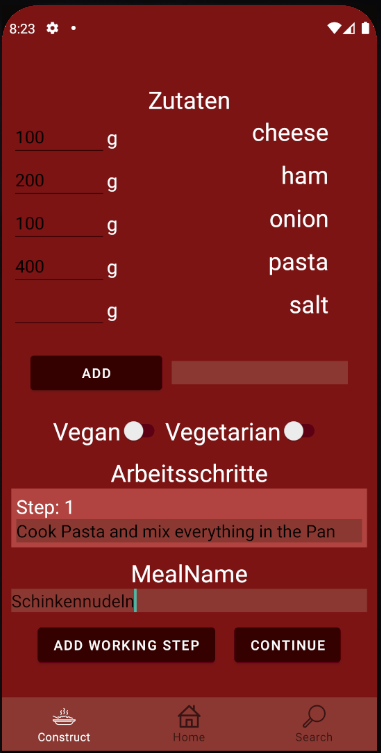 8:23
Zutaten
100 g cheese
200 g ham
100 g onion
400 g pasta
g salt
ADD
Vegan Vegetarian
Arbeitsschritte
Step: 1
Cook Pasta and mix everything in the Pan
MealName
Schinkennudeln
ADD WORKING STEP CONTINUE
Construct Home Search